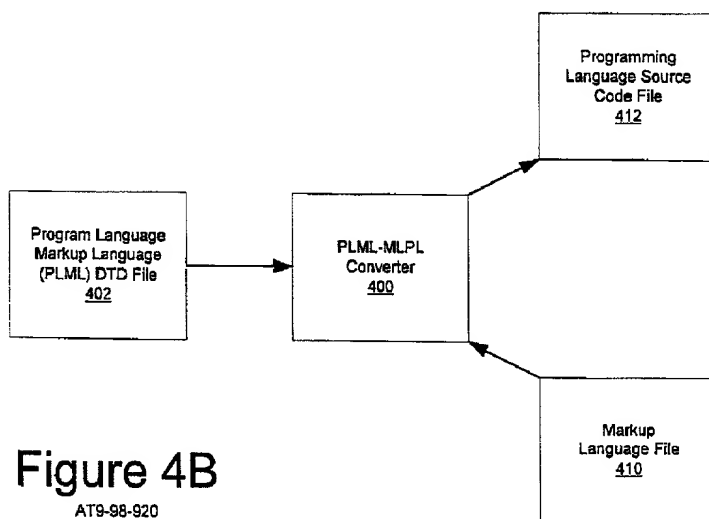 Programming
Language Source
Code File
412
Program Language
Markup Language
(PLML) DTD File
402
PLML-MLPL
Converter
400
Markup
Language File
410
Figure 4B
AT9-98-920